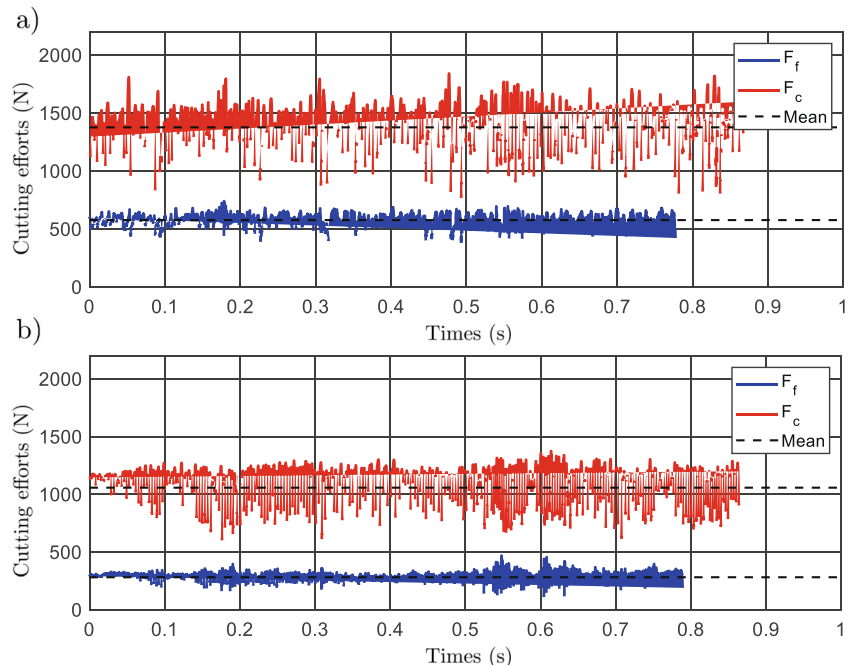 a)
Cutting efforts (N)
2000
1500
1000
500
0
F_f
F_c
Mean
0 0.1 0.2 0.3 0.4 0.5 0.6 0.7 0.8 0.9 1
Times (s)
b)
Cutting efforts (N)
2000
1500
1000
500
0
F_f
F_c
Mean
0 0.1 0.2 0.3 0.4 0.5 0.6 0.7 0.8 0.9 1
Times (s)